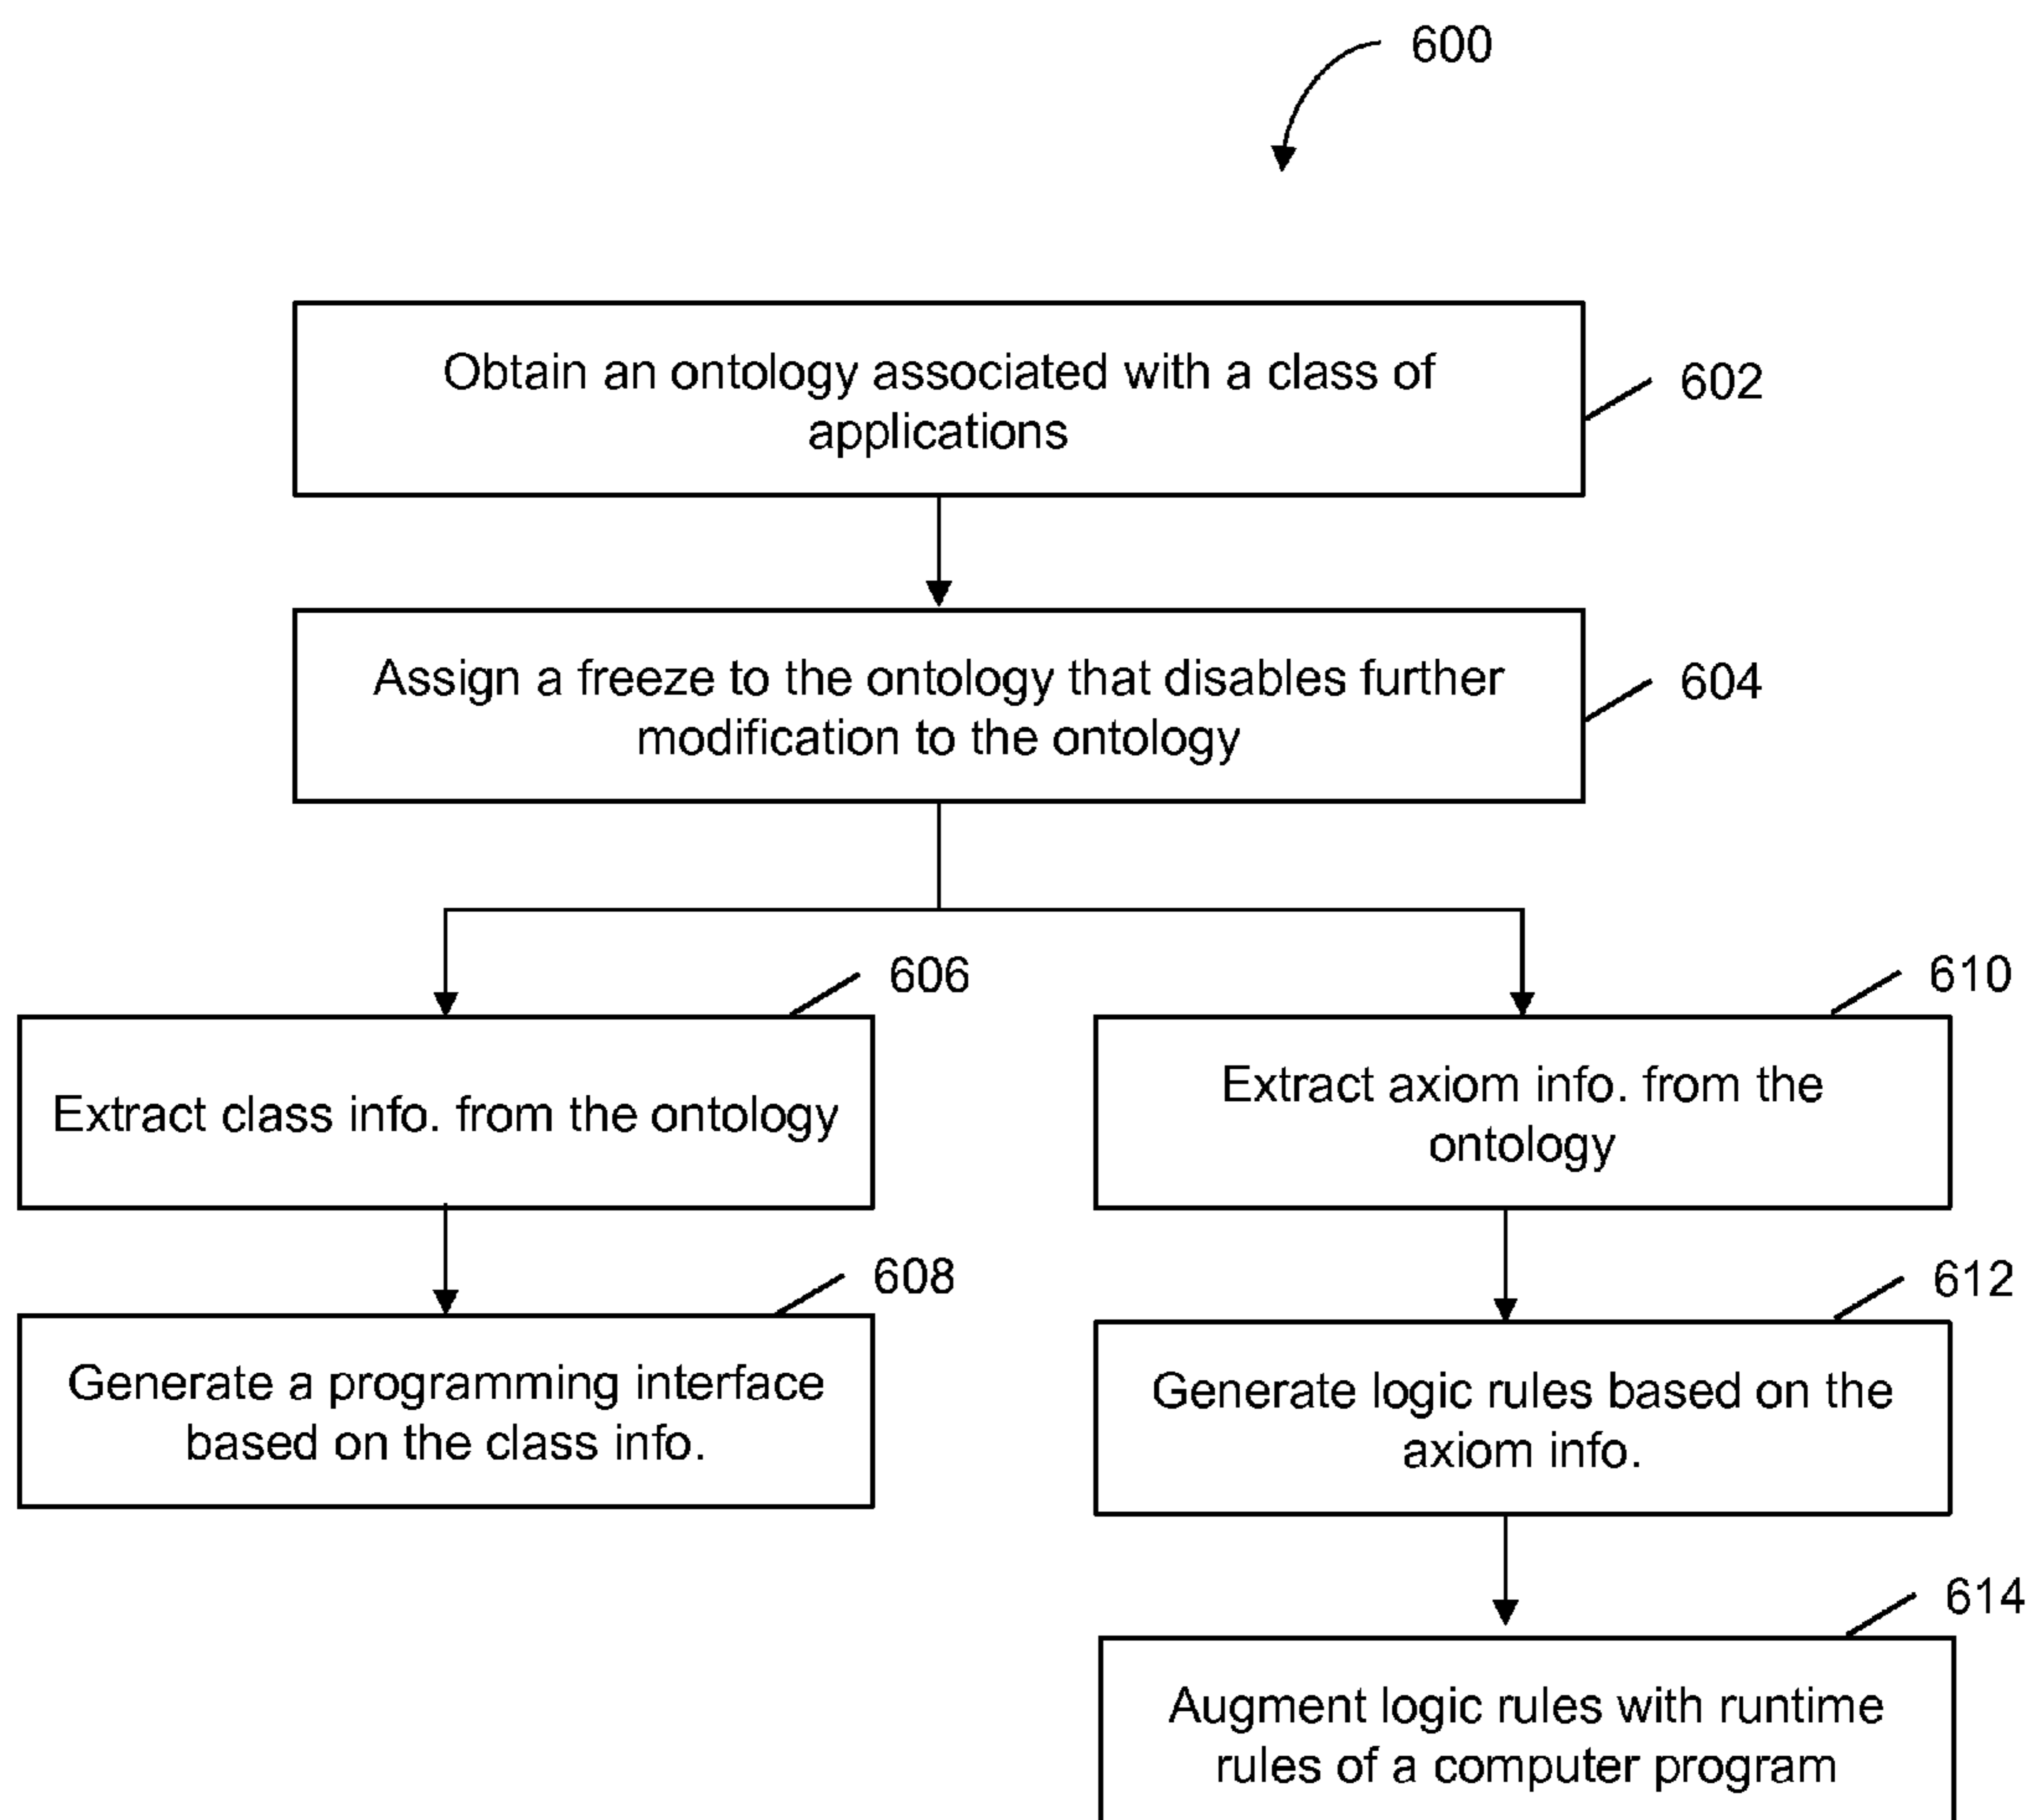 600
Obtain an ontology associated with a class of
applications
602
Assign a freeze to the ontology that disables further
modification to the ontology
604
606
Extract class info. from the ontology
608
Generate a programming interface
based on the class info.
610
Extract axiom info. from the
ontology
612
Generate logic rules based on the
axiom info.
614
Augment logic rules with runtime
rules of a computer program